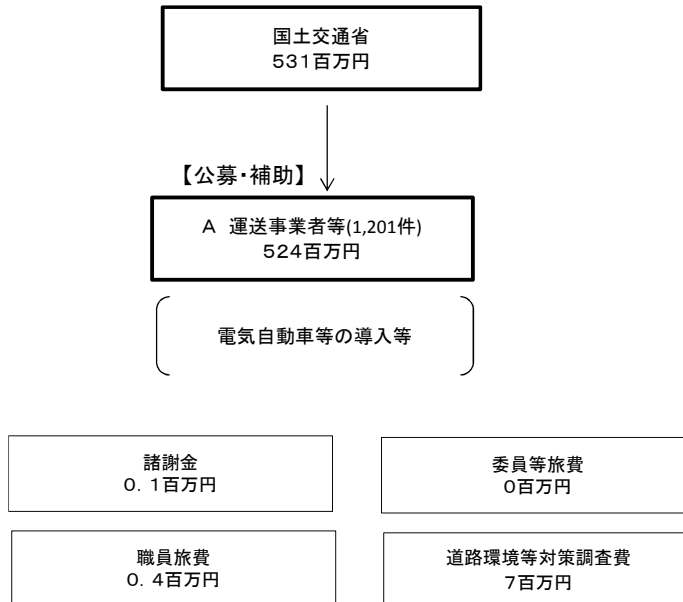 国土交通省
５３１百万円
【公募・補助】
Ａ　運送事業者等(1,201件)
５２４百万円
電気自動車等の導入等
諸謝金
０．１百万円
委員等旅費
０百万円
職員旅費
０．４百万円
道路環境等対策調査費
７百万円